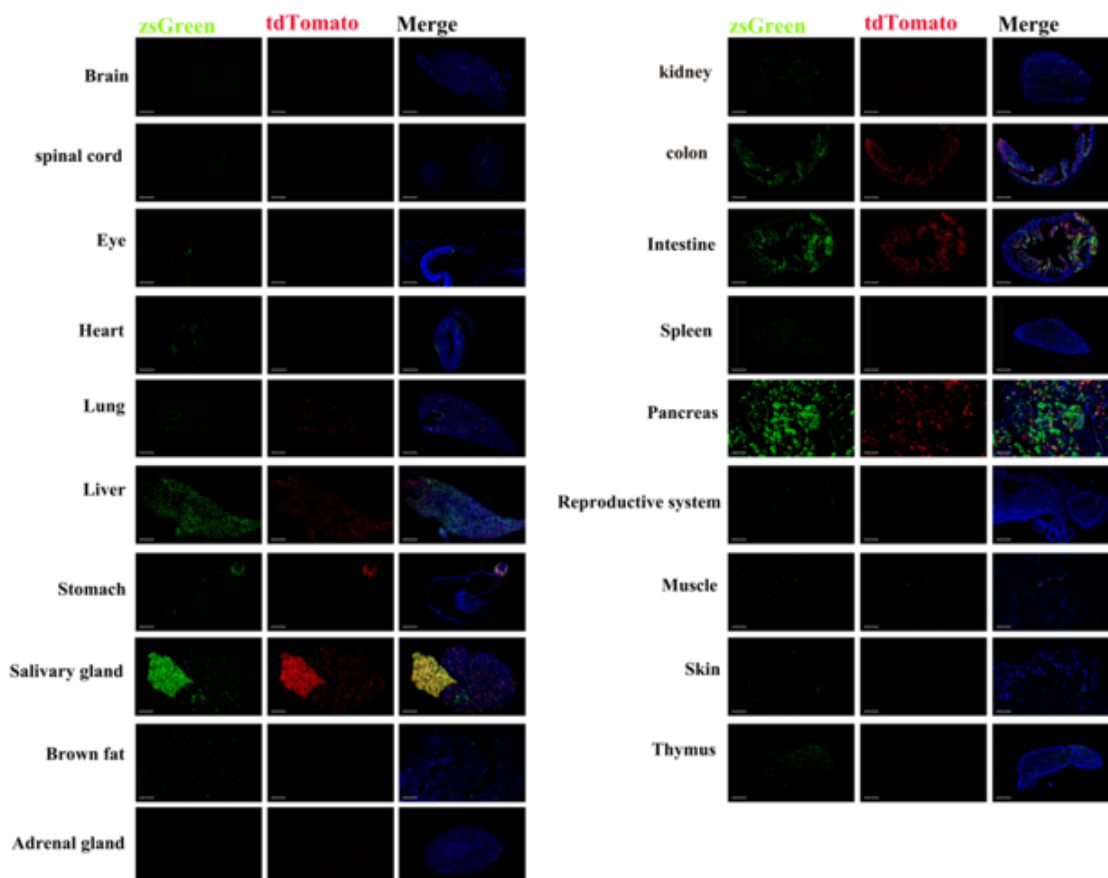 zsGreen tdTomato Merge
Brain
spinal cord
Eye
Heart
Lung
Liver
Stomach
Salivary gland
Brown fat
Adrenal gland
zsGreen tdTomato Merge
kidney
colon
Intestine
Spleen
Pancreas
Reproductive system
Muscle
Skin
Thymus